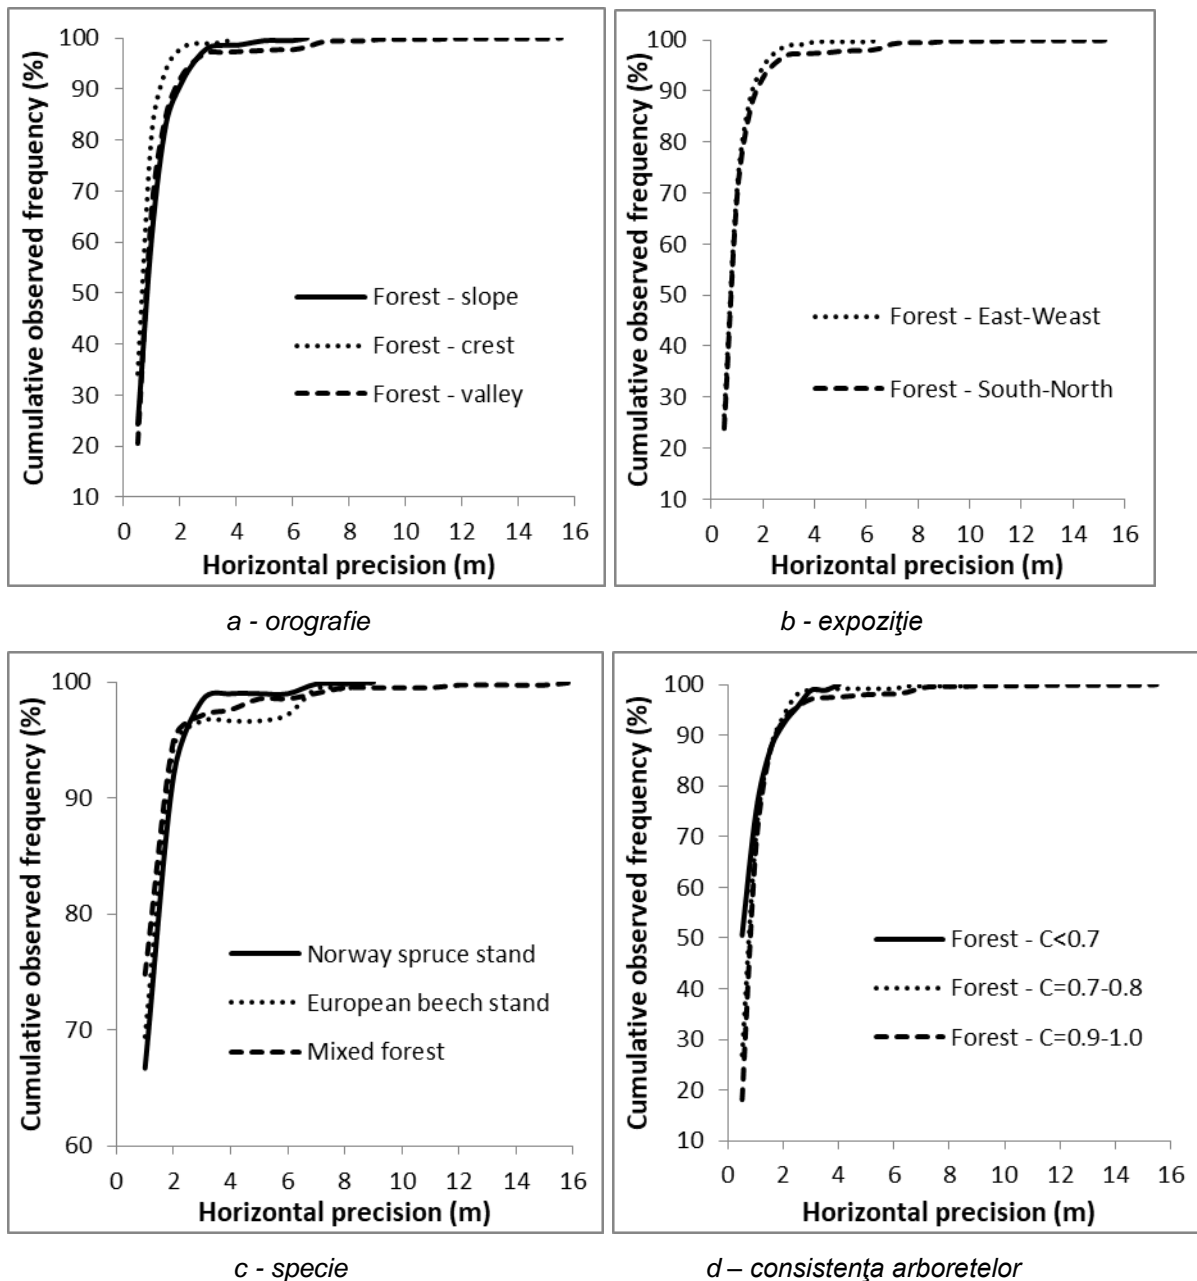 Cumulative observed frequency (%)
100
90
80
70
60
50
40
30
20
10
0 2 4 6 8 10 12 14 16
Horizontal precision (m)
Forest - slope
Forest - crest
Forest - valley
a - orografie
Cumulative observed frequency (%)
100
90
80
70
60
50
40
30
20
10
0 2 4 6 8 10 12 14 16
Horizontal precision (m)
Forest - East-Weast
Forest - South-North
b - expoziţie
Cumulative observed frequency (%)
100
90
80
70
60
0 2 4 6 8 10 12 14 16
Horizontal precision (m)
Norway spruce stand
European beech stand
Mixed forest
c - specie
Cumulative observed frequency (%)
100
90
80
70
60
50
40
30
20
10
0 2 4 6 8 10 12 14 16
Horizontal precision (m)
Forest - C<0.7
Forest - C=0.7-0.8
Forest - C=0.9-1.0
d – consistenţa arboretelor